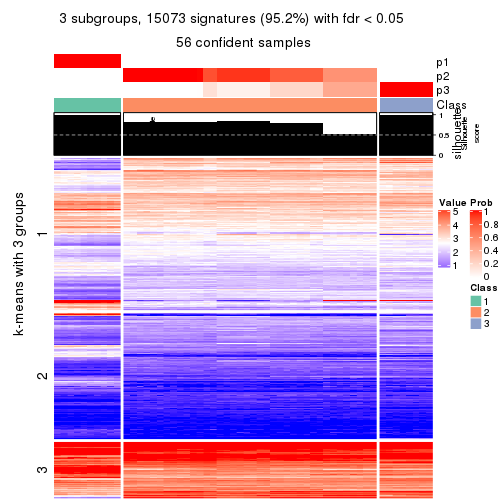 3 subgroups, 15073 signatures (95.2%) with fdr < 0.05
56 confident samples
p1
p2
p3
Class
silhouette
Silhouette
score
1
0.5
0
k-means with 3 groups
1
2
3
Value
5
4
3
2
1
Prob
1
0.8
0.6
0.4
0.2
0
Class
1
2
3